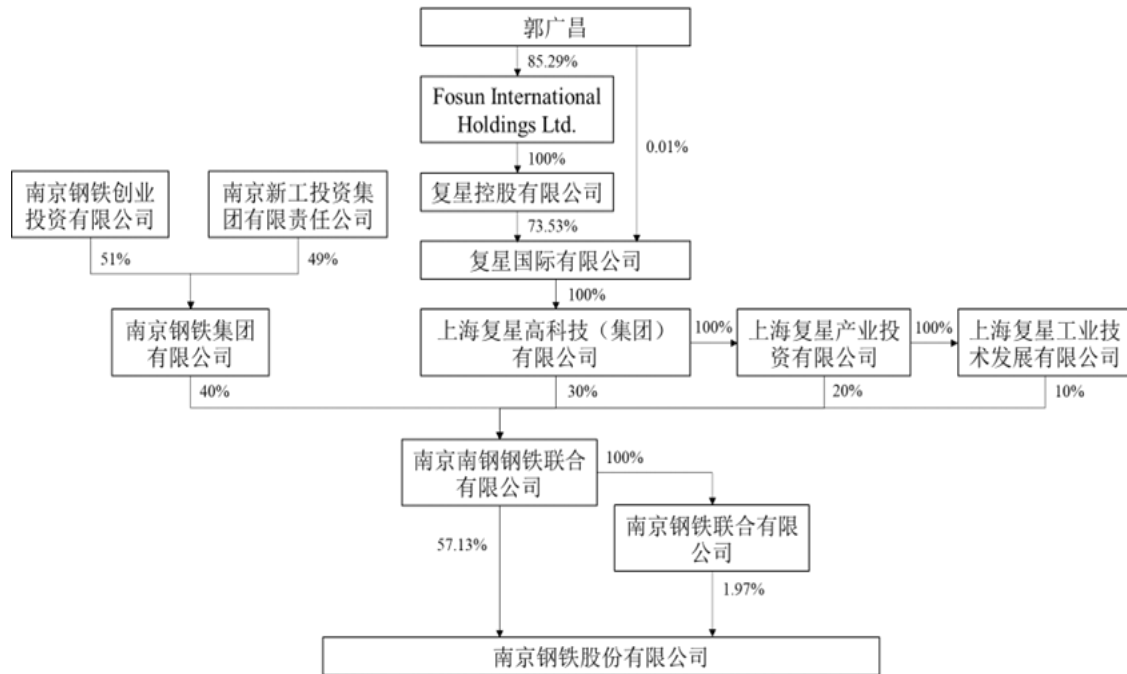 郭广昌
85.29%
Fosun International
Holdings Ltd.
0.01%
100%
南京钢铁创业
投资有限公司
南京新工投资集
团有限责任公司
复星控股有限公司
73.53%
51%
49%
复星国际有限公司
100%
南京钢铁集团
有限公司
上海复星高科技（集团）
有限公司
100%
上海复星产业投
资有限公司
100%
上海复星工业技
术发展有限公司
40%
30%
20%
10%
南京南钢钢铁联合
有限公司
100%
南京钢铁联合有限
公司
57.13%
1.97%
南京钢铁股份有限公司